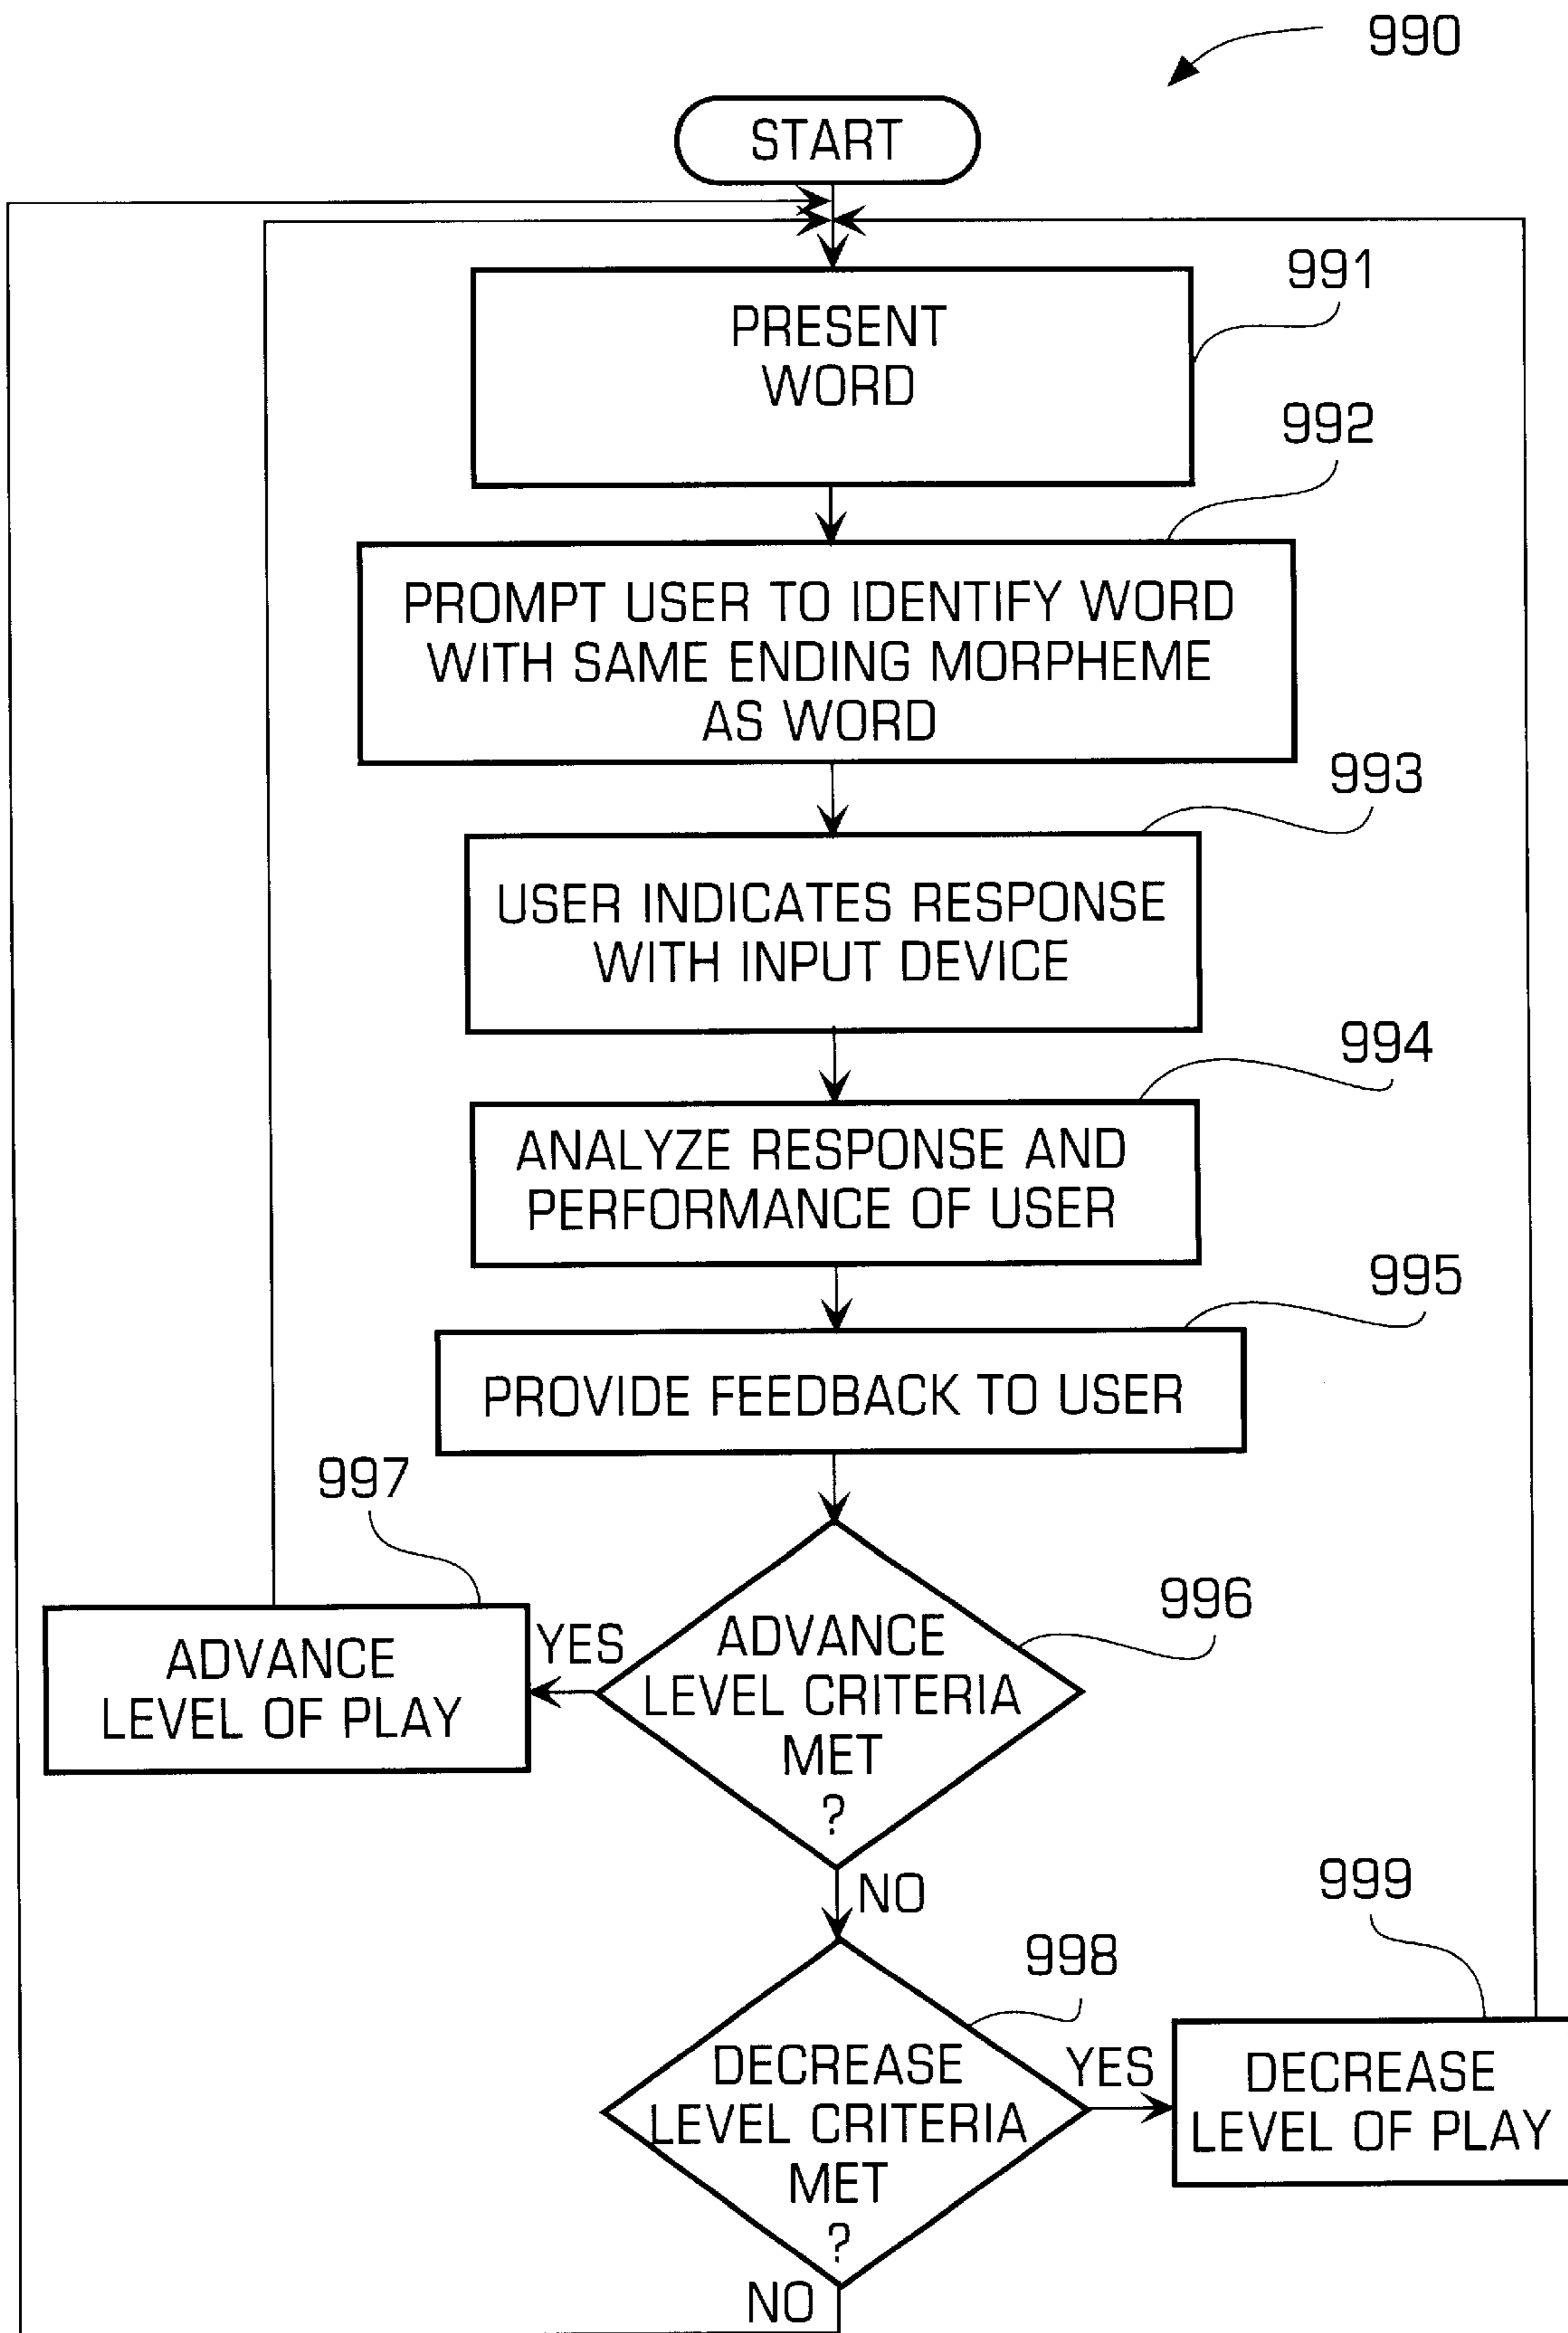 990
START
991
PRESENT
WORD
992
PROMPT USER TO IDENTIFY WORD
WITH SAME ENDING MORPHEME
AS WORD
993
USER INDICATES RESPONSE
WITH INPUT DEVICE
994
ANALYZE RESPONSE AND
PERFORMANCE OF USER
995
PROVIDE FEEDBACK TO USER
996
ADVANCE
LEVEL CRITERIA
MET
?
YES
997
ADVANCE
LEVEL OF PLAY
NO
998
DECREASE
LEVEL CRITERIA
MET
?
YES
999
DECREASE
LEVEL OF PLAY
NO